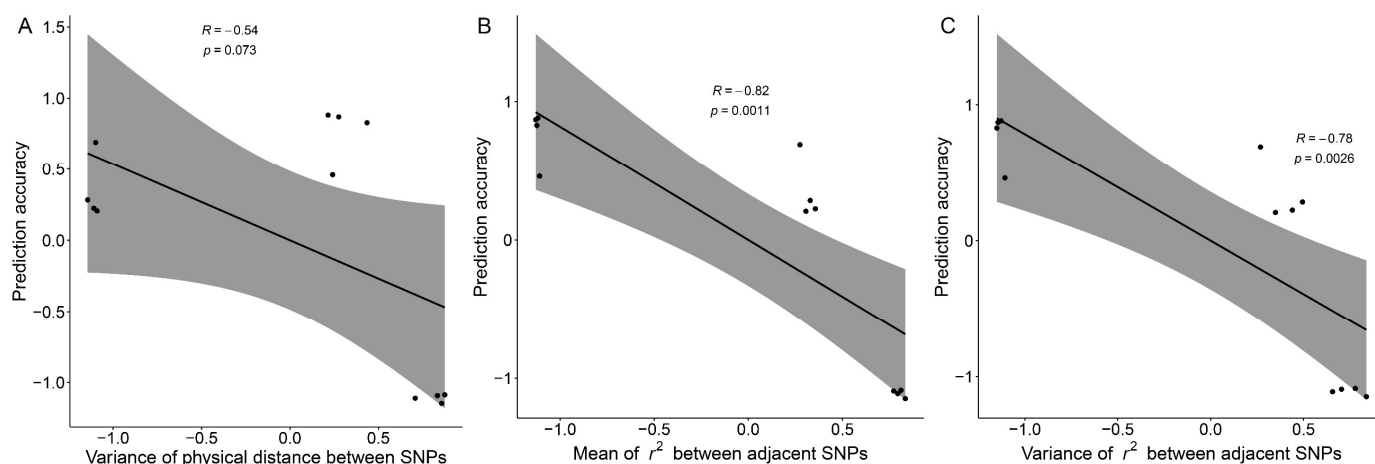 A
R = −0.54
p = 0.073
1.5
1.0
0.5
0.0
−0.5
−1.0
Prediction accuracy
−1.0
−0.5
0.0
0.5
Variance of physical distance between SNPs
B
R = −0.82
p = 0.0011
1
0
−1
Prediction accuracy
−1.0
−0.5
0.0
0.5
Mean of r² between adjacent SNPs
C
R = −0.78
p = 0.0026
1
0
−1
Prediction accuracy
−1.0
−0.5
0.0
0.5
Variance of r² between adjacent SNPs